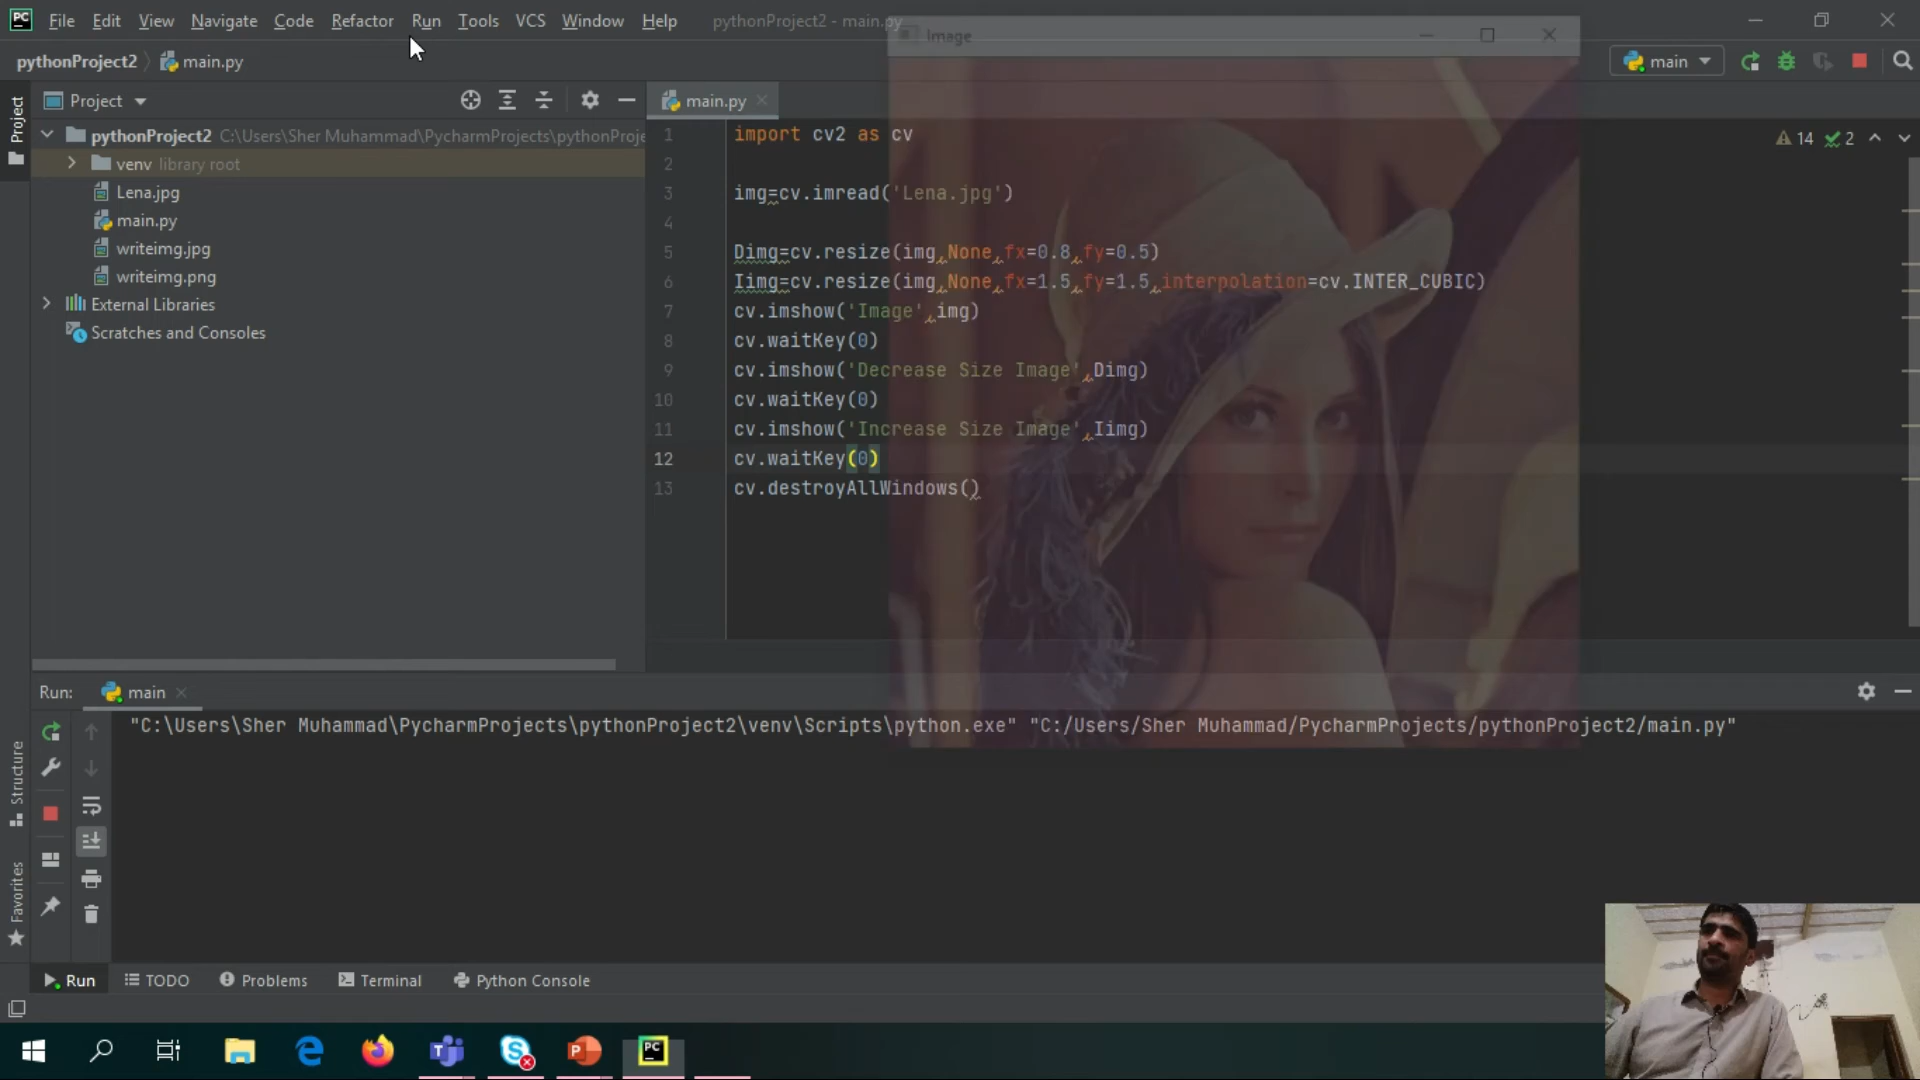 PC File Edit View Navigate Code Refactor Run Tools VCS Window Help pythonProject2 - main.py
Image
pythonProject2 main.py
main
Project
Project
main.py
pythonProject2 C:\Users\Sher Muhammad\PycharmProjects\pythonProje
venv library root
Lena.jpg
main.py
writeimg.jpg
writeimg.png
External Libraries
Scratches and Consoles
14 2
1 import cv2 as cv
2
3 img=cv.imread('Lena.jpg')
4
5 Dimg=cv.resize(img,None,fx=0.8,fy=0.5)
6 Iimg=cv.resize(img,None,fx=1.5,fy=1.5,interpolation=cv.INTER_CUBIC)
7 cv.imshow('Image',img)
8 cv.waitKey(0)
9 cv.imshow('Decrease Size Image',Dimg)
10 cv.waitKey(0)
11 cv.imshow('Increase Size Image',Iimg)
12 cv.waitKey(0)
13 cv.destroyAllWindows()
Run: main
"C:\Users\Sher Muhammad\PycharmProjects\pythonProject2\venv\Scripts\python.exe" "C:/Users/Sher Muhammad/PycharmProjects/pythonProject2/main.py"
Structure
Favorites
Run TODO Problems Terminal Python Console
PC